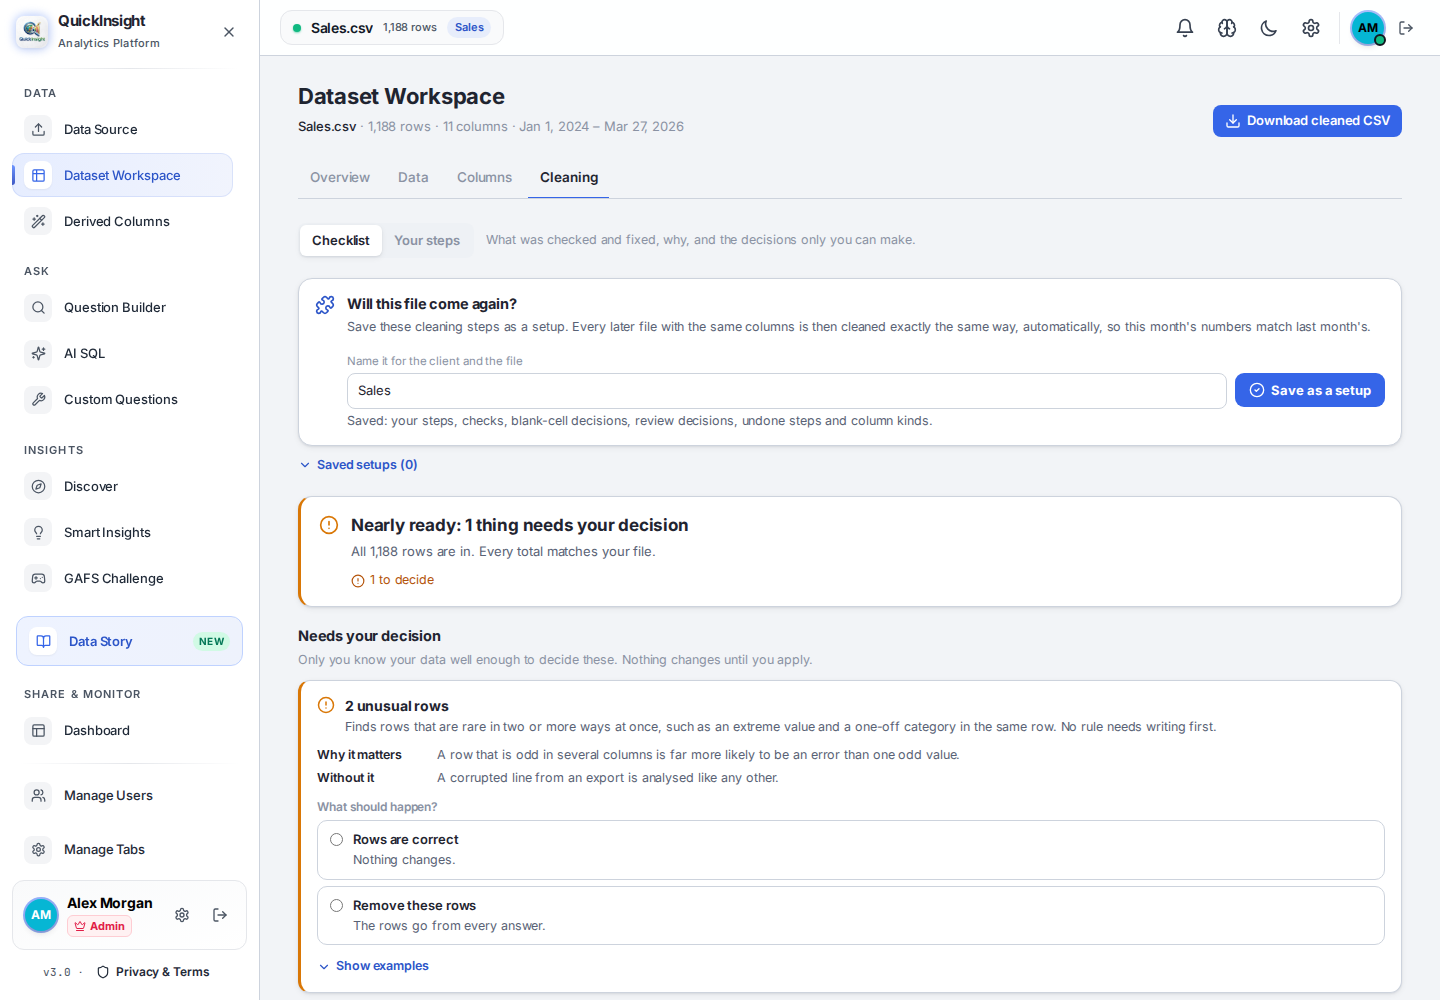 QuickInsight
Analytics Platform
DATA
Data Source
Dataset Workspace
Derived Columns
ASK
Question Builder
AI SQL
Custom Questions
INSIGHTS
Discover
Smart Insights
GAFS Challenge
Data Story NEW
SHARE & MONITOR
Dashboard
Manage Users
Manage Tabs
AM Alex Morgan
Admin
v3.0 · Privacy & Terms
Sales.csv 1,188 rows Sales
AM
Dataset Workspace
Sales.csv · 1,188 rows · 11 columns · Jan 1, 2024 – Mar 27, 2026
Download cleaned CSV
Overview Data Columns Cleaning
Checklist Your steps What was checked and fixed, why, and the decisions only you can make.
Will this file come again?
Save these cleaning steps as a setup. Every later file with the same columns is then cleaned exactly the same way, automatically, so this month's numbers match last month's.
Name it for the client and the file
Sales
Save as a setup
Saved: your steps, checks, blank-cell decisions, review decisions, undone steps and column kinds.
Saved setups (0)
Nearly ready: 1 thing needs your decision
All 1,188 rows are in. Every total matches your file.
1 to decide
Needs your decision
Only you know your data well enough to decide these. Nothing changes until you apply.
2 unusual rows
Finds rows that are rare in two or more ways at once, such as an extreme value and a one-off category in the same row. No rule needs writing first.
Why it matters A row that is odd in several columns is far more likely to be an error than one odd value.
Without it A corrupted line from an export is analysed like any other.
What should happen?
Rows are correct
Nothing changes.
Remove these rows
The rows go from every answer.
Show examples